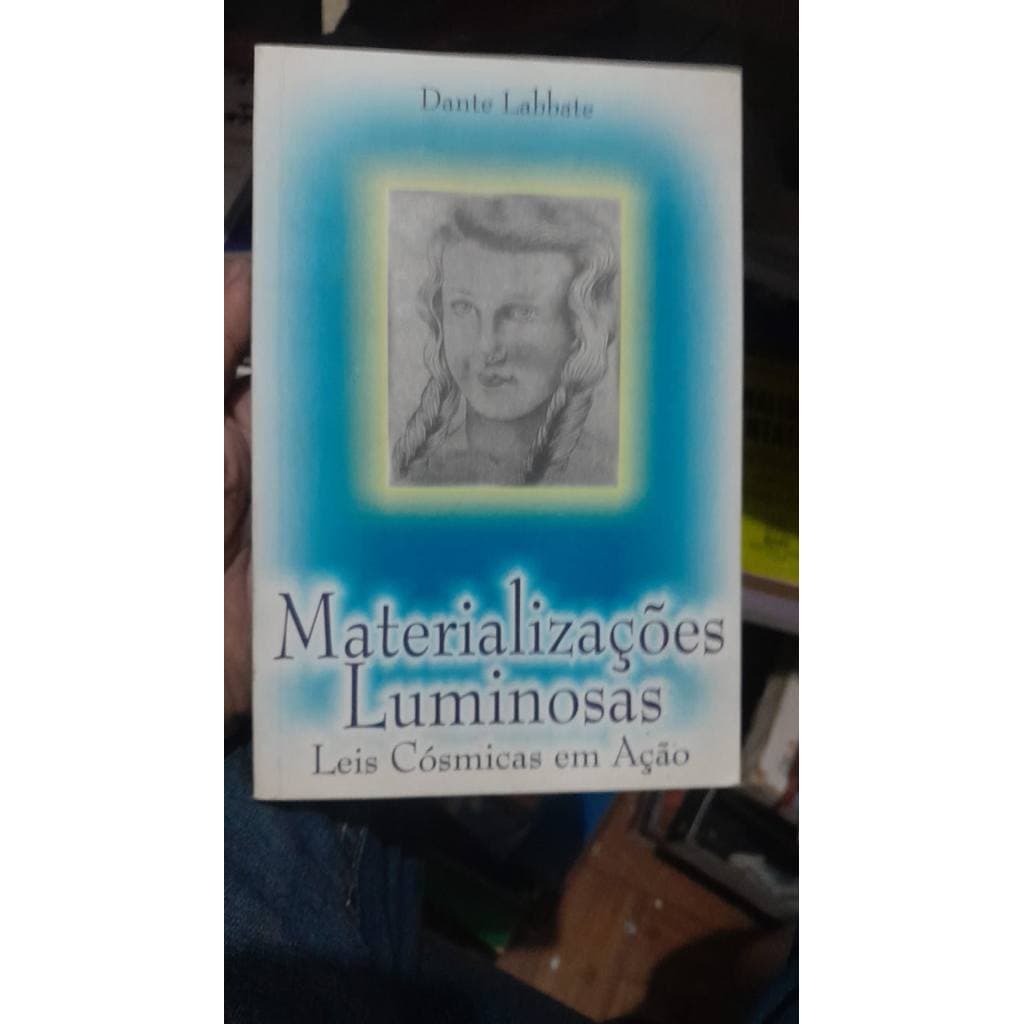 Dante Labbate
Materializações
Luminosas
Leis Cósmicas em Ação